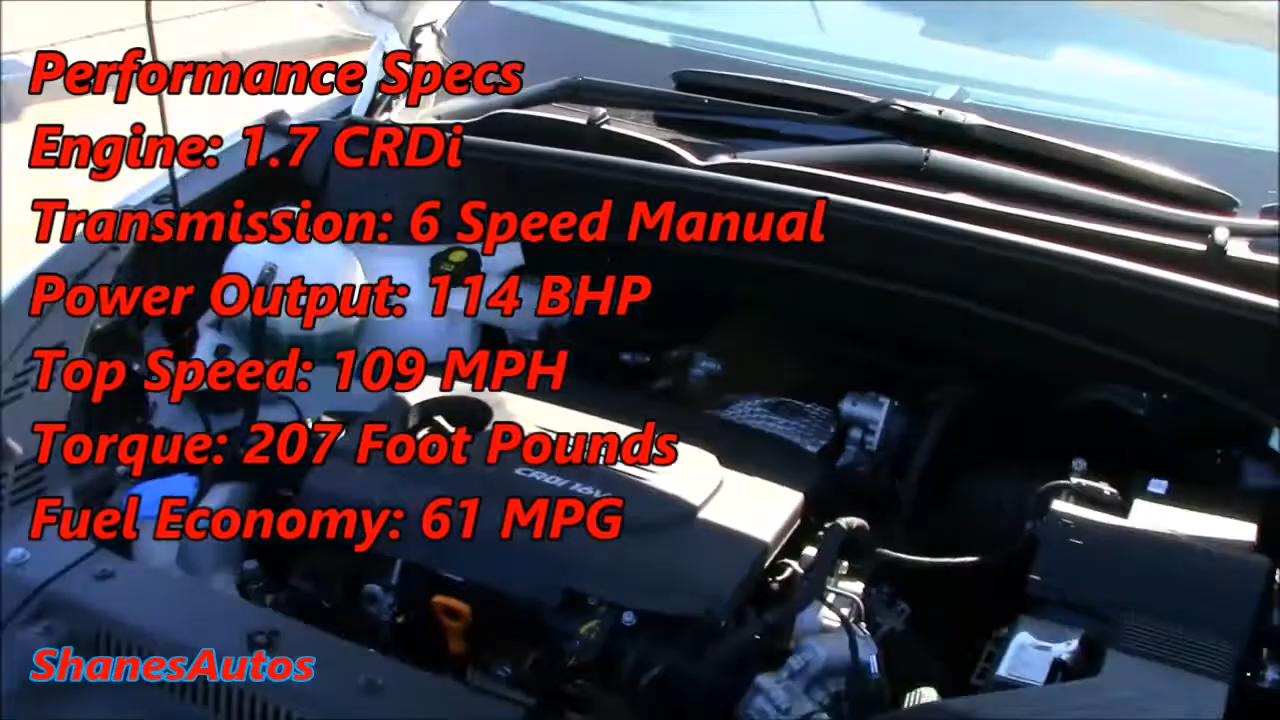 Performance Specs
Engine: 1.7 CRDi
Transmission: 6 Speed Manual
Power Output: 114 BHP
Top Speed: 109 MPH
Torque: 207 Foot Pounds
Fuel Economy: 61 MPG
CRDi 16V
ShanesAutos